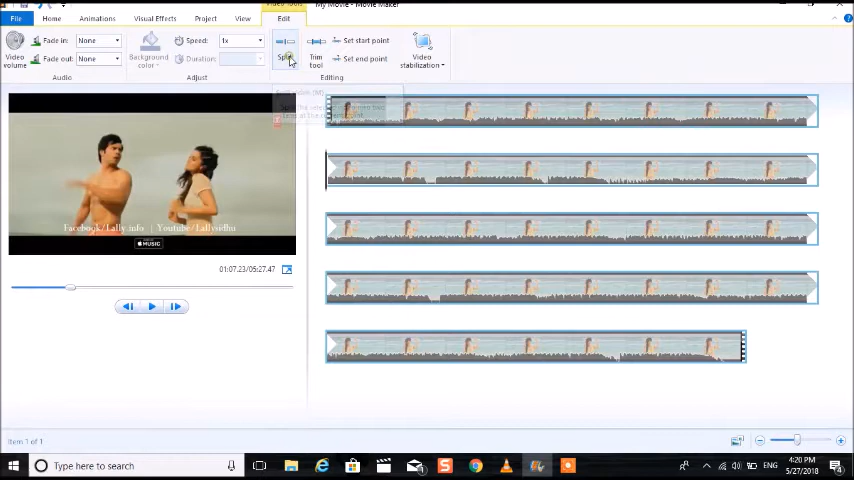 Video Tools
My Movie - Movie Maker
File Home Animations Visual Effects Project View Edit
Video volume
Fade in: None
Fade out: None
Audio
Background color
Speed: 1x
Duration:
Adjust
Split
Trim tool
Set start point
Set end point
Editing
Video stabilization
Facebook/Lally.info | Youtube/Lallysidhu
MUSIC
01:07.23/05:27.47
Item 1 of 1
Type here to search
ENG
4:20 PM
5/27/2018